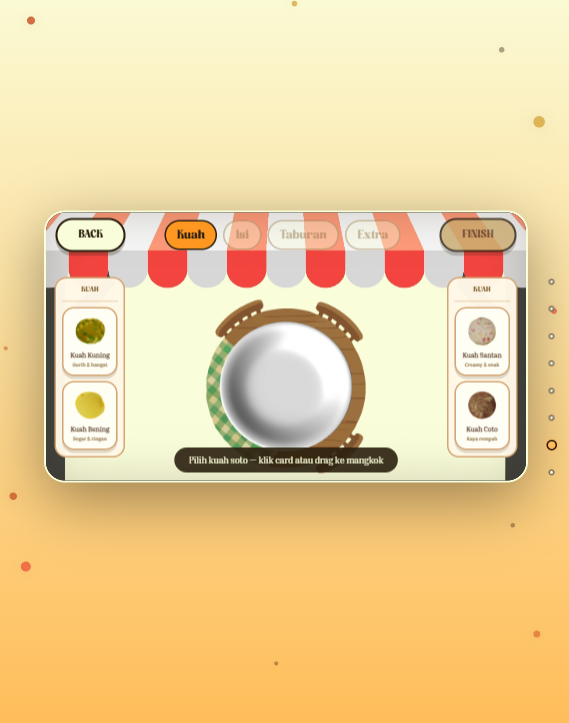 BACK
Kuah
Isi
Taburan
Extra
FINISH
KUAH
Kuah Kuning
Gurih & hangat
Kuah Bening
Segar & ringan
KUAH
Kuah Santan
Creamy & enak
Kuah Coto
Kaya rempah
Pilih kuah soto — klik card atau drag ke mangkok